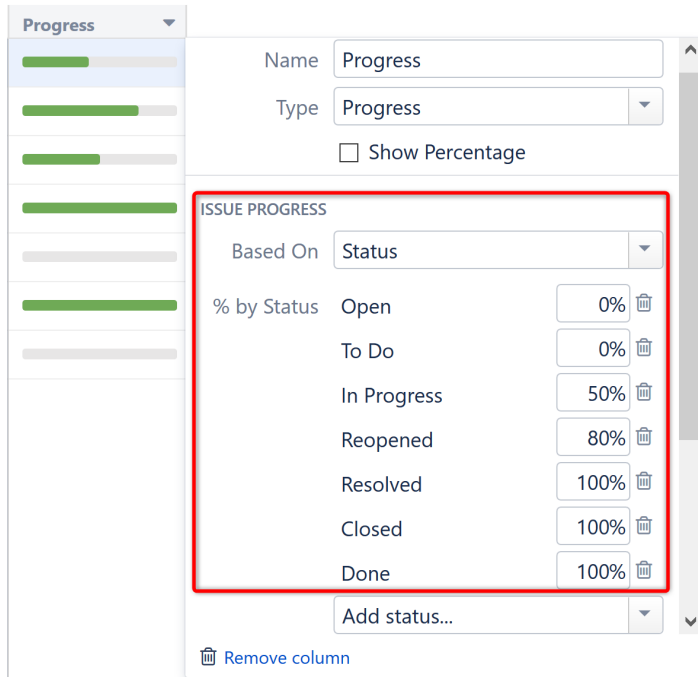 Progress
Name Progress
Type Progress
Show Percentage
ISSUE PROGRESS
Based On Status
% by Status Open 0%
To Do 0%
In Progress 50%
Reopened 80%
Resolved 100%
Closed 100%
Done 100%
Add status...
Remove column